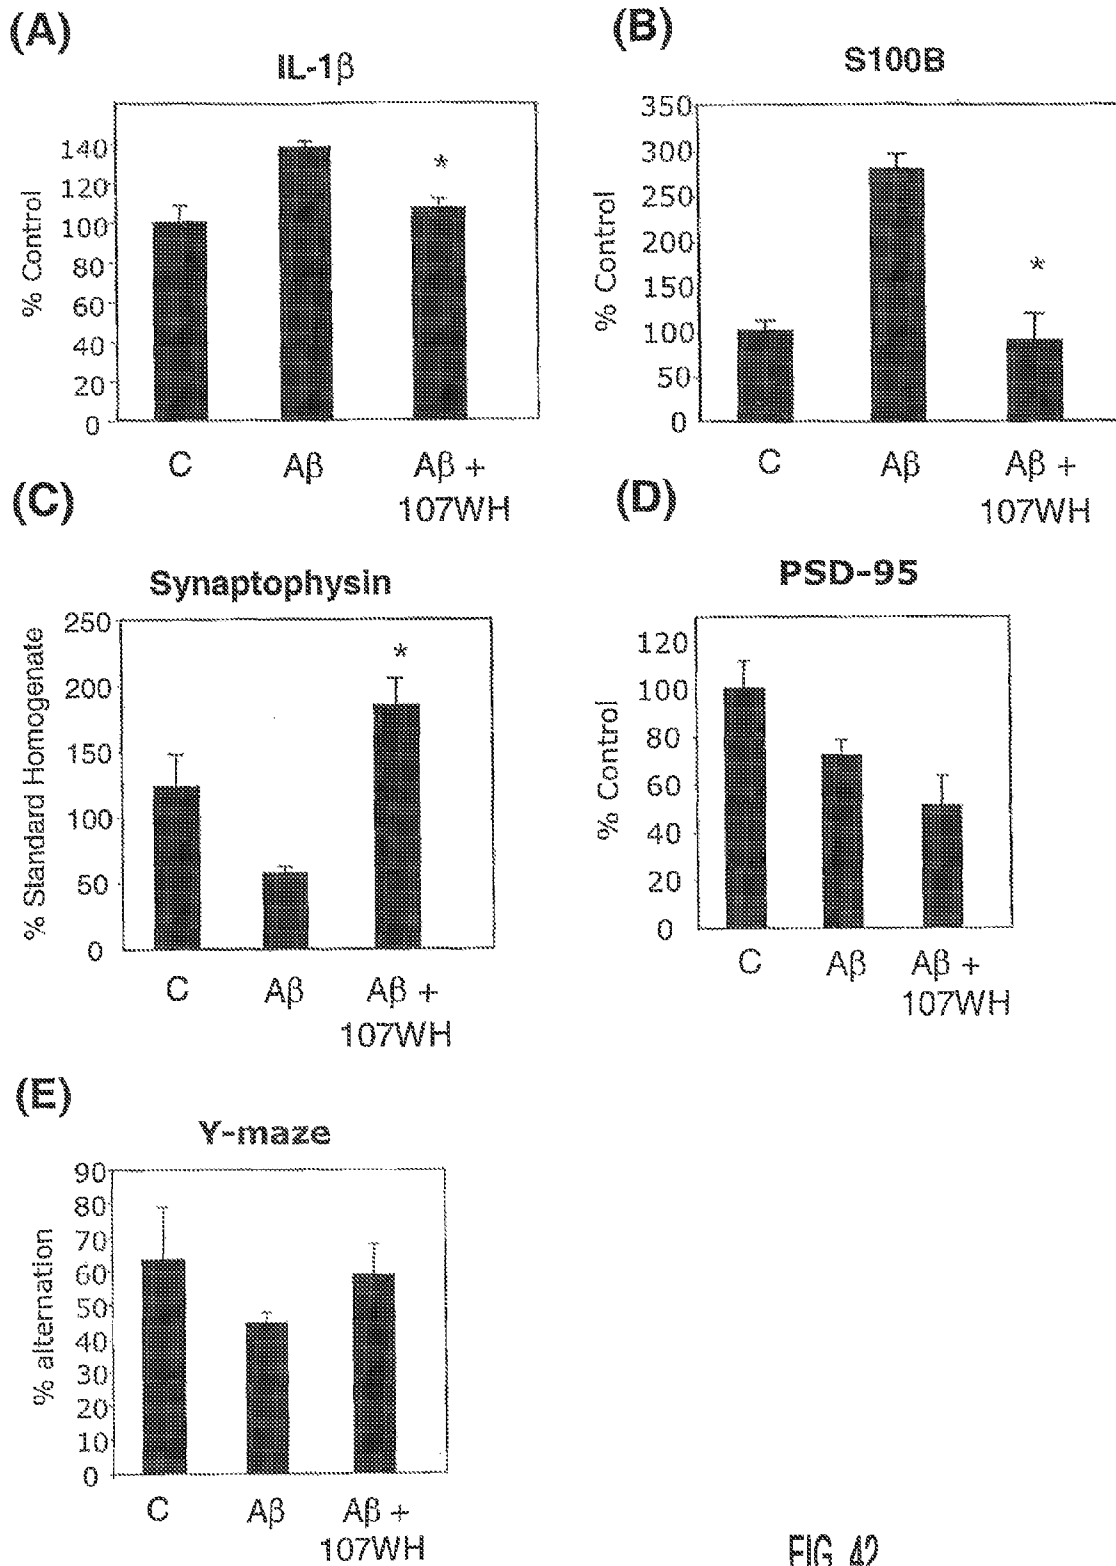 (A)
IL-1β
% Control
140
120
100
80
60
40
20
0
*
C
Aβ
Aβ +
107WH
(B)
S100B
% Control
350
300
250
200
150
100
50
0
*
C
Aβ
Aβ +
107WH
(C)
Synaptophysin
% Standard Homogenate
250
200
150
100
50
0
*
C
Aβ
Aβ +
107WH
(D)
PSD-95
% Control
120
100
80
60
40
20
0
C
Aβ
Aβ +
107WH
(E)
Y-maze
% alternation
90
80
70
60
50
40
30
20
10
0
C
Aβ
Aβ +
107WH
FIG. 42